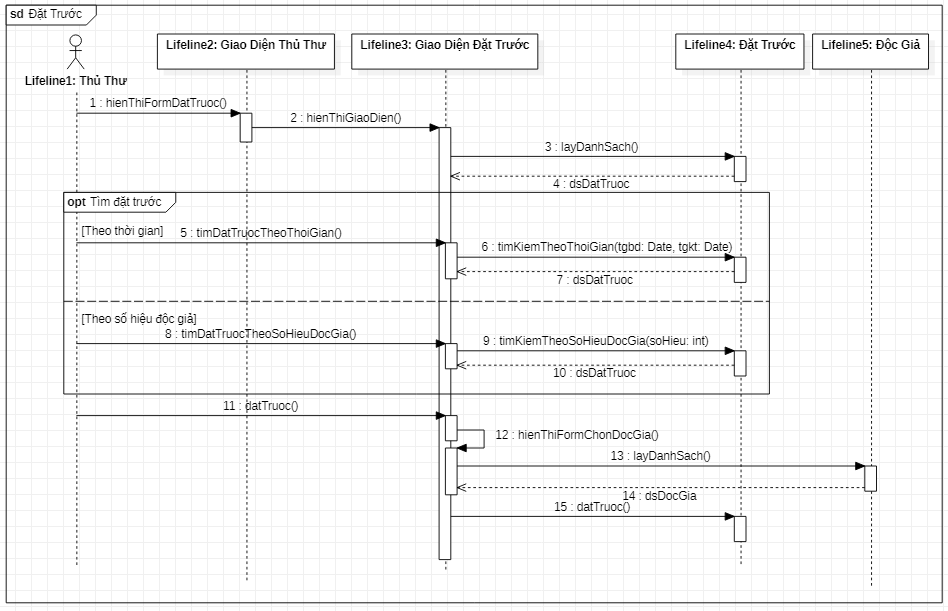 sd Đặt Trước
Lifeline1: Thủ Thư
Lifeline2: Giao Diện Thủ Thư
Lifeline3: Giao Diện Đặt Trước
Lifeline4: Đặt Trước
Lifeline5: Độc Giả
1 : hienThiFormDatTruoc()
2 : hienThiGiaoDien()
3 : layDanhSach()
4 : dsDatTruoc
opt Tìm đặt trước
[Theo thời gian]
5 : timDatTruocTheoThoiGian()
6 : timKiemTheoThoiGian(tgbd: Date, tgkt: Date)
7 : dsDatTruoc
[Theo số hiệu độc giả]
8 : timDatTruocTheoSoHieuDocGia()
9 : timKiemTheoSoHieuDocGia(soHieu: int)
10 : dsDatTruoc
11 : datTruoc()
12 : hienThiFormChonDocGia()
13 : layDanhSach()
14 : dsDocGia
15 : datTruoc()